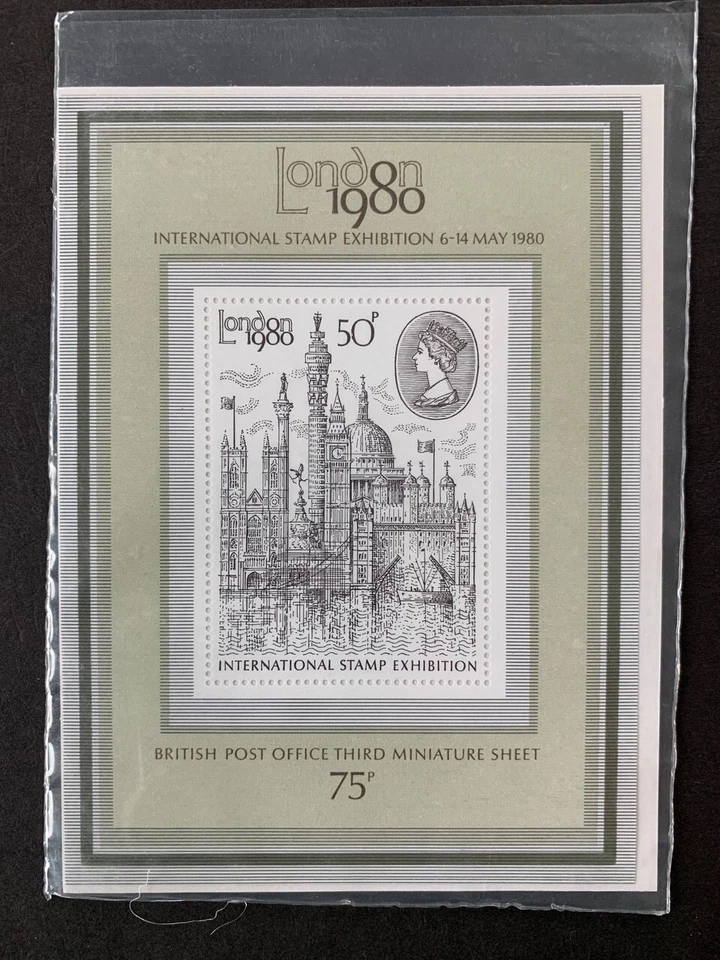 London
1980
INTERNATIONAL STAMP EXHIBITION 6-14 MAY 1980
London
1980
50P
INTERNATIONAL STAMP EXHIBITION
BRITISH POST OFFICE THIRD MINIATURE SHEET
75P